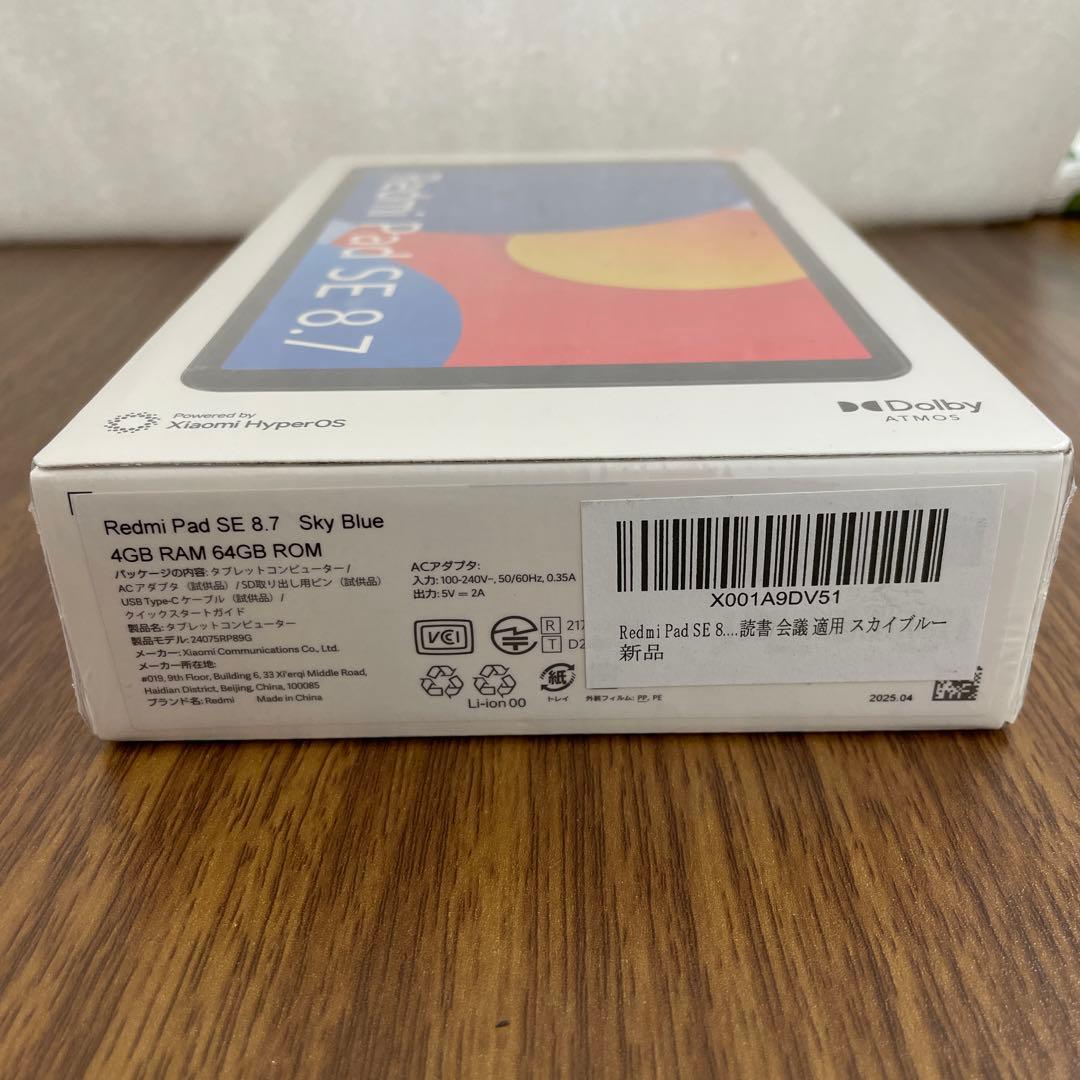 Redmi Pad SE 8.7
Powered by
Xiaomi HyperOS
Dolby
ATMOS
Redmi Pad SE 8.7 Sky Blue
4GB RAM 64GB ROM
パッケージの内容: タブレットコンピューター /
ACアダプタ（試供品）/ SD取り出し用ピン（試供品）
USB Type-C ケーブル（試供品）/
クイックスタートガイド
製品名: タブレットコンピューター
製品モデル: 24075RP89G
メーカー: Xiaomi Communications Co., Ltd.
メーカー所在地:
#019, 9th Floor, Building 6, 33 Xi'erqi Middle Road,
Haidian District, Beijing, China, 100085
ブランド名: Redmi Made in China
ACアダプタ:
入力: 100-240V~, 50/60Hz, 0.35A
出力: 5V⎓2A
VCCI
R 217
T D2
Li-ion 00
紙
トレイ
外装フィルム: PP, PE
X001A9DV51
Redmi Pad SE 8....読書 会議 適用 スカイブルー
新品
2025.04